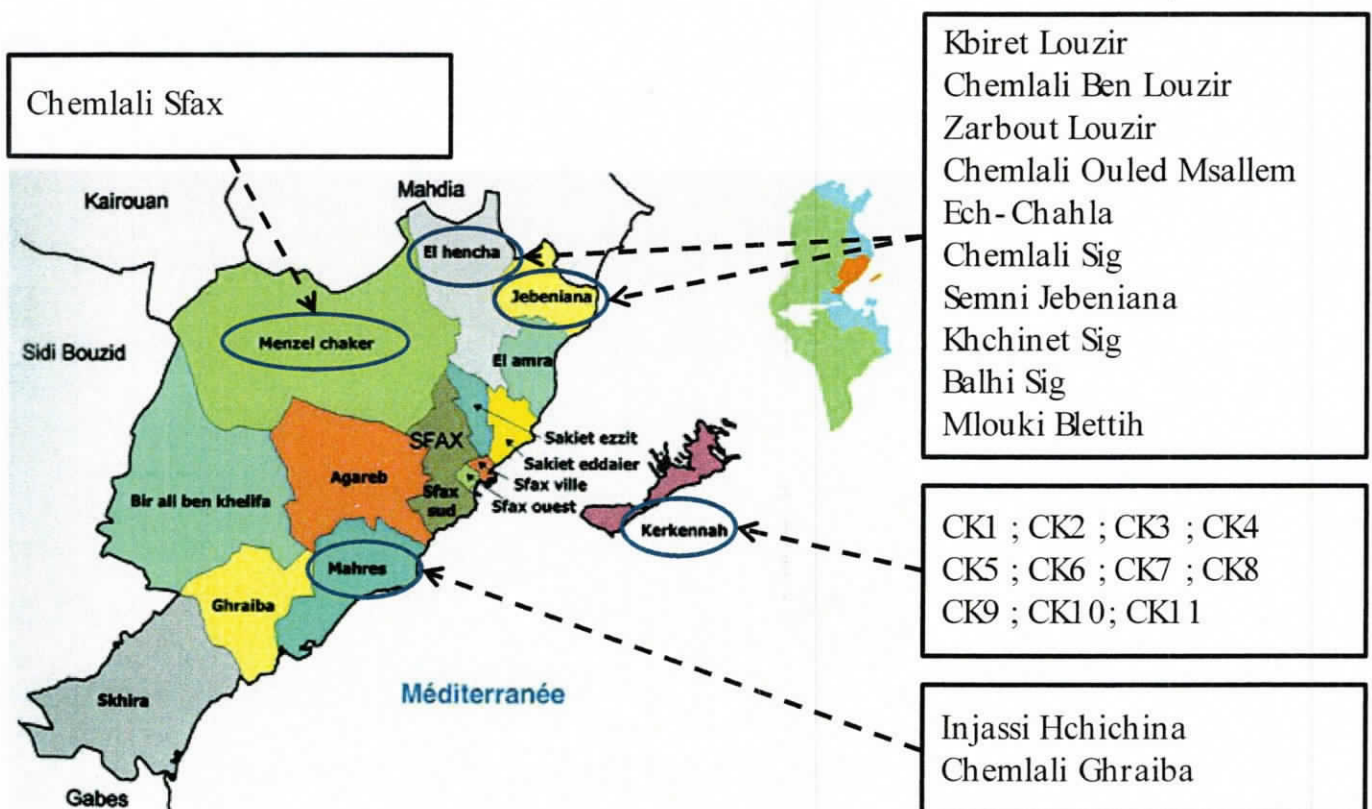 Chemlali Sfax
Kbiret Louzir
Chemlali Ben Louzir
Zarbout Louzir
Chemlali Ouled Msallem
Ech-Chahla
Chemlali Sig
Semni Jebeniana
Khchinet Sig
Balhi Sig
Mlouki Blettih
Kairouan
Mahdia
El hencha
Jebeniana
Menzel chaker
Sidi Bouzid
El amra
SFAX
Sakiet ezzit
Sakiet eddaier
Sfax ville
Sfax ouest
Sfax
sud
Agareb
Bir ali ben khelifa
Kerkennah
CK1 ; CK2 ; CK3 ; CK4
CK5 ; CK6 ; CK7 ; CK8
CK9 ; CK10; CK11
Mahres
Ghraiba
Skhira
Méditerranée
Gabes
Injassi Hchichina
Chemlali Ghraiba